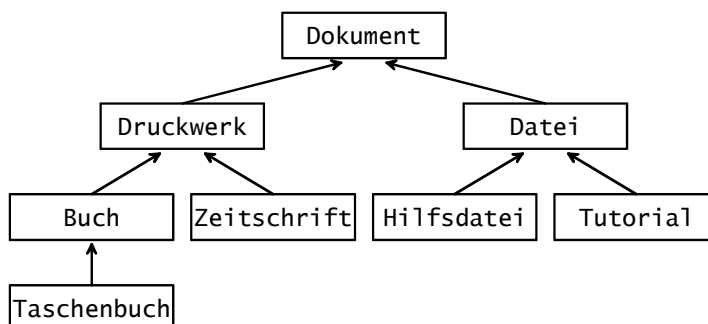 Dokument
Druckwerk
Datei
Buch
Zeitschrift
Hilfsdatei
Tutorial
Taschenbuch